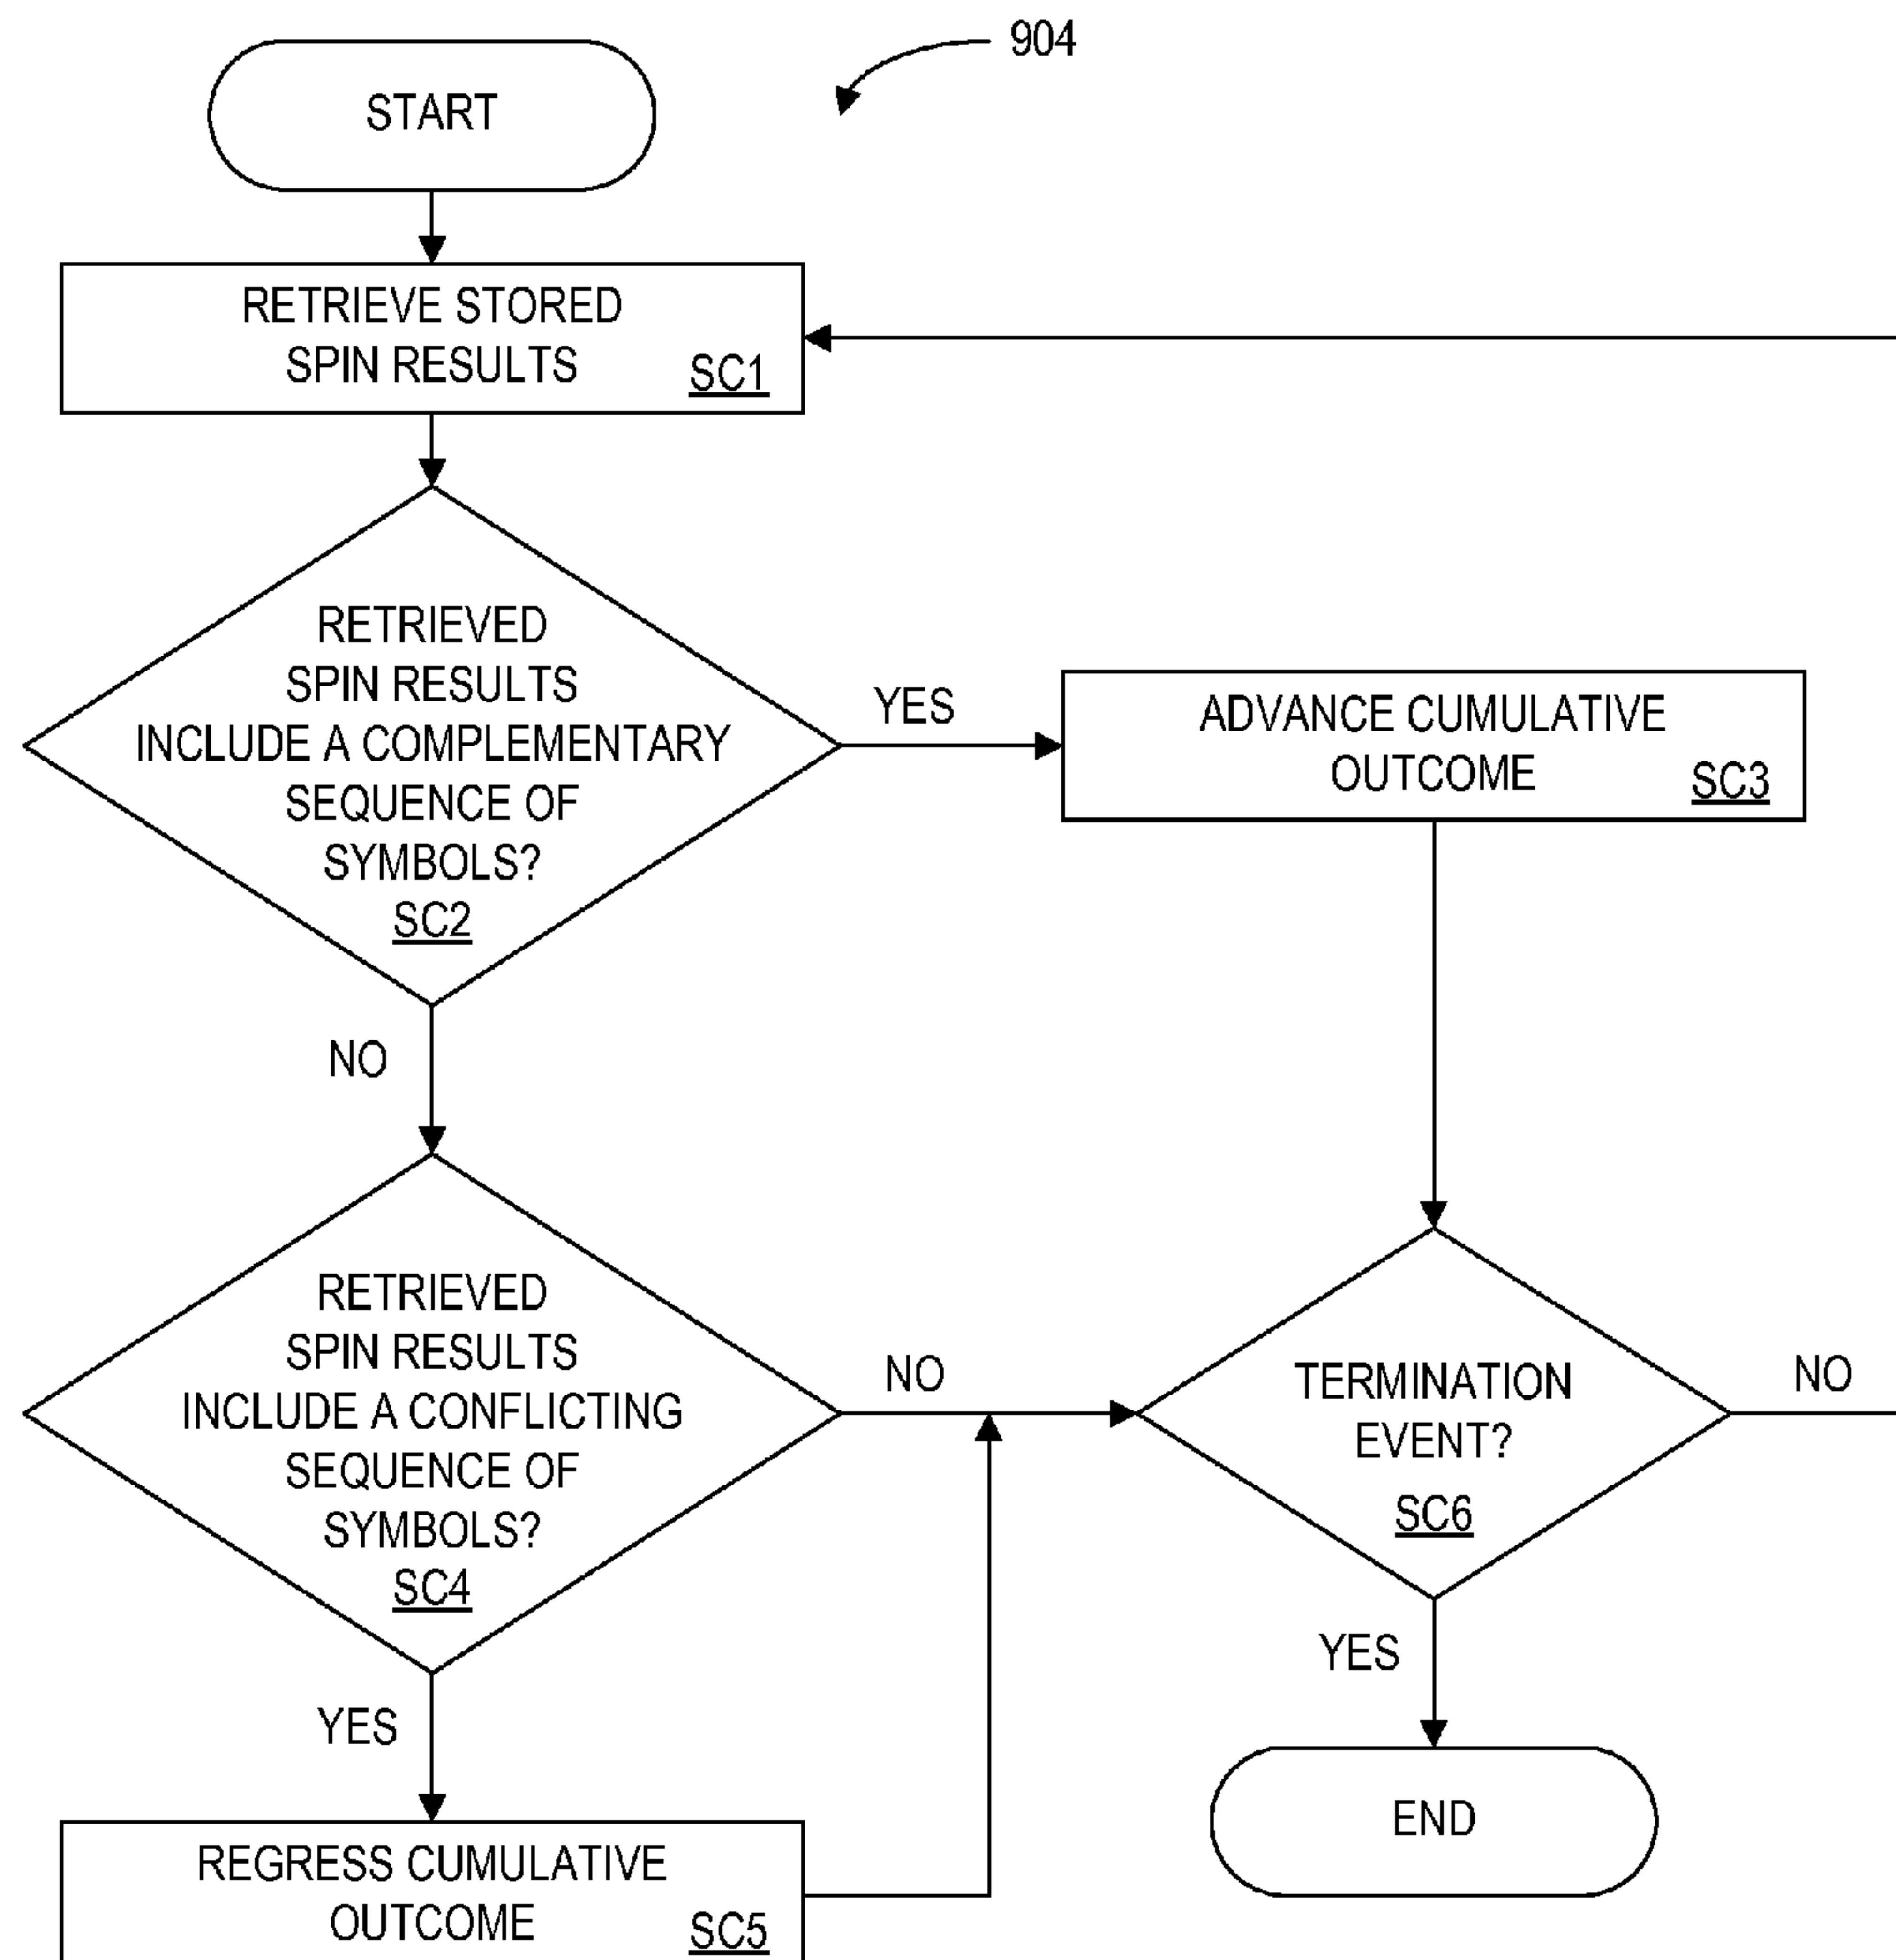 904
START
RETRIEVE STORED
SPIN RESULTS
SC1
RETRIEVED
SPIN RESULTS
INCLUDE A COMPLEMENTARY
SEQUENCE OF
SYMBOLS?
SC2
YES
ADVANCE CUMULATIVE
OUTCOME
SC3
NO
RETRIEVED
SPIN RESULTS
INCLUDE A CONFLICTING
SEQUENCE OF
SYMBOLS?
SC4
NO
TERMINATION
EVENT?
SC6
NO
YES
YES
REGRESS CUMULATIVE
OUTCOME
SC5
END